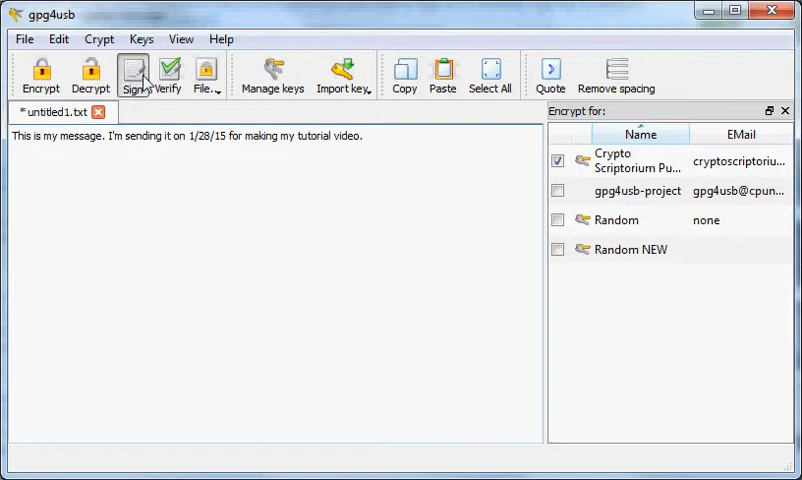 gpg4usb
File Edit Crypt Keys View Help
Encrypt Decrypt Sign Verify File... Manage keys Import key Copy Paste Select All Quote Remove spacing
*untitled1.txt
Encrypt for:
This is my message. I'm sending it on 1/28/15 for making my tutorial video.
Name EMail
Crypto
Scriptorium Pu... cryptoscriptoriu...
gpg4usb-project gpg4usb@cpun...
Random none
Random NEW